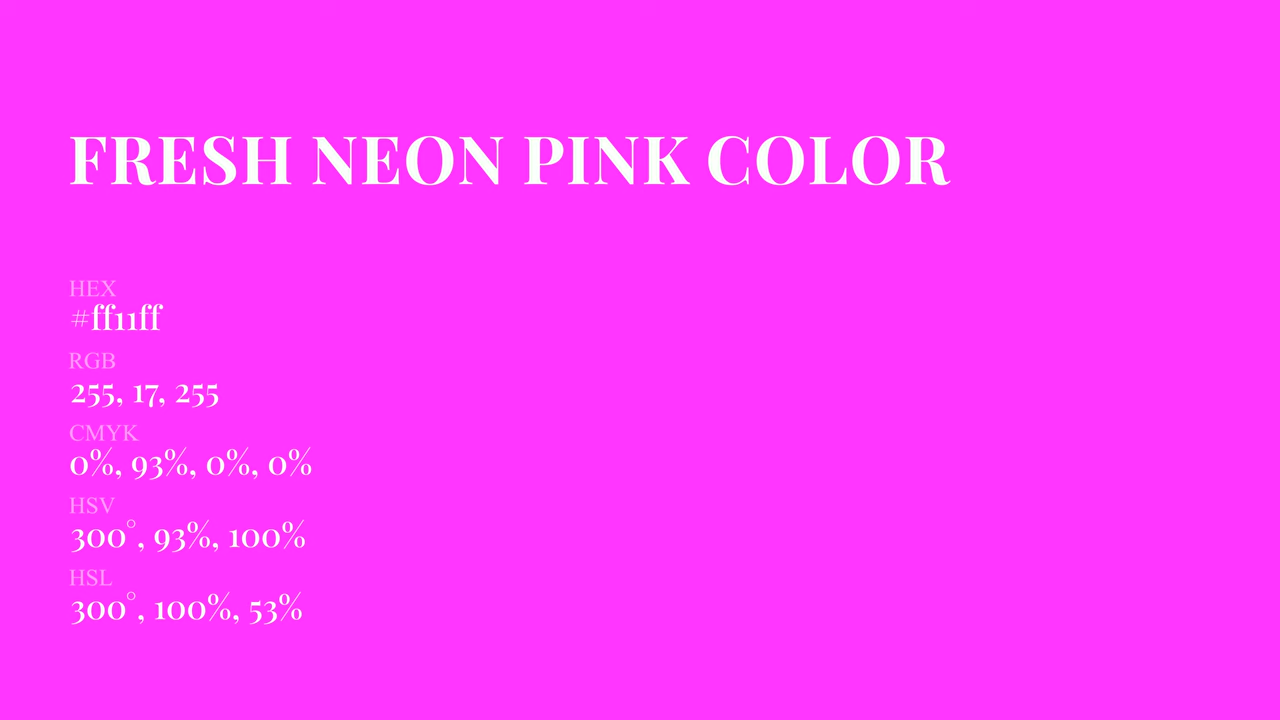 FRESH NEON PINK COLOR
HEX
#ff11ff
RGB
255, 17, 255
CMYK
0%, 93%, 0%, 0%
HSV
300°, 93%, 100%
HSL
300°, 100%, 53%